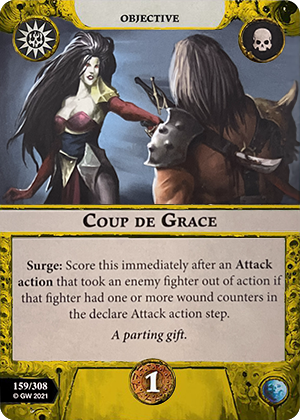 OBJECTIVE
Coup de Grace
Surge: Score this immediately after an Attack
action that took an enemy fighter out of action if
that fighter had one or more wound counters in
the declare Attack action step.
A parting gift.
159/308
© GW 2021
1